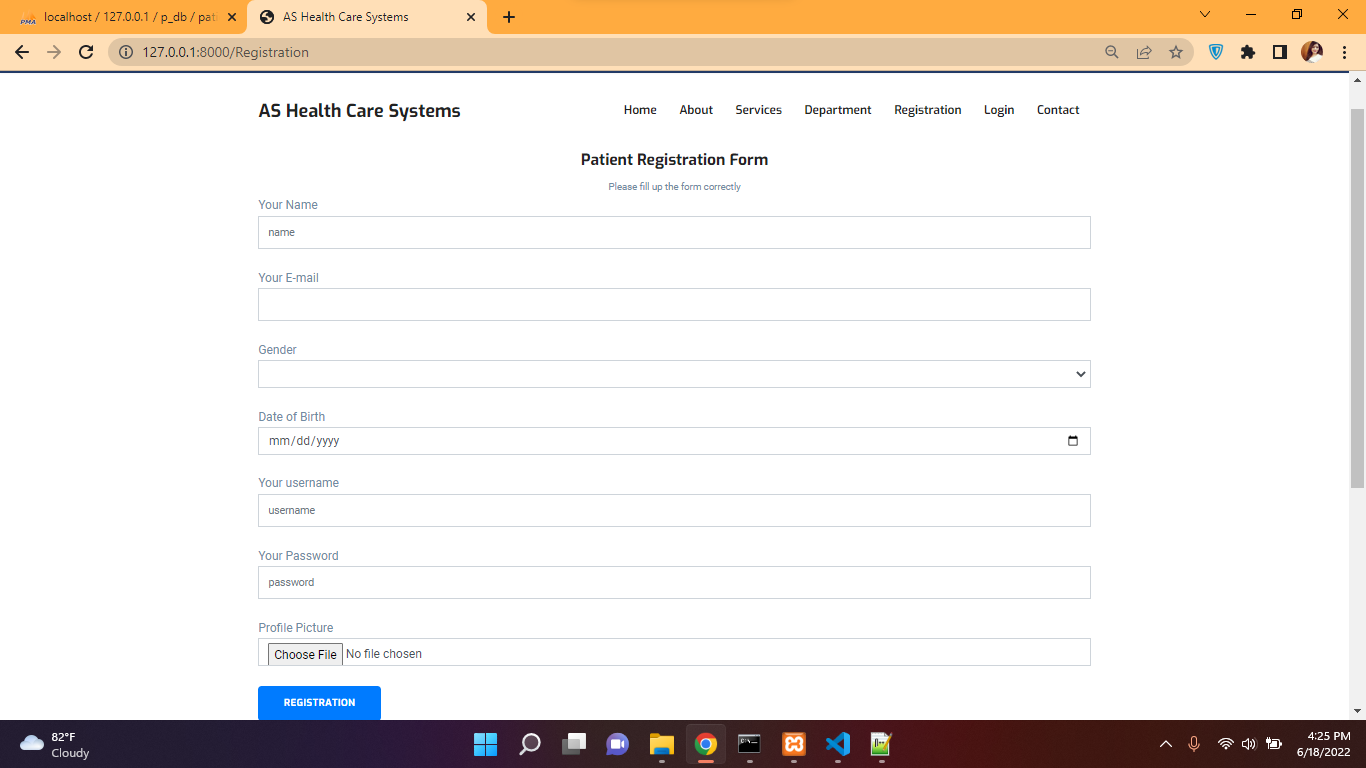 PMA localhost / 127.0.0.1 / p_db / pati
AS Health Care Systems
127.0.0.1:8000/Registration
AS Health Care Systems
Home About Services Department Registration Login Contact
Patient Registration Form
Please fill up the form correctly
Your Name
name
Your E-mail
Gender
Date of Birth
mm/dd/yyyy
Your username
username
Your Password
password
Profile Picture
Choose File No file chosen
REGISTRATION
82°F
Cloudy
4:25 PM
6/18/2022